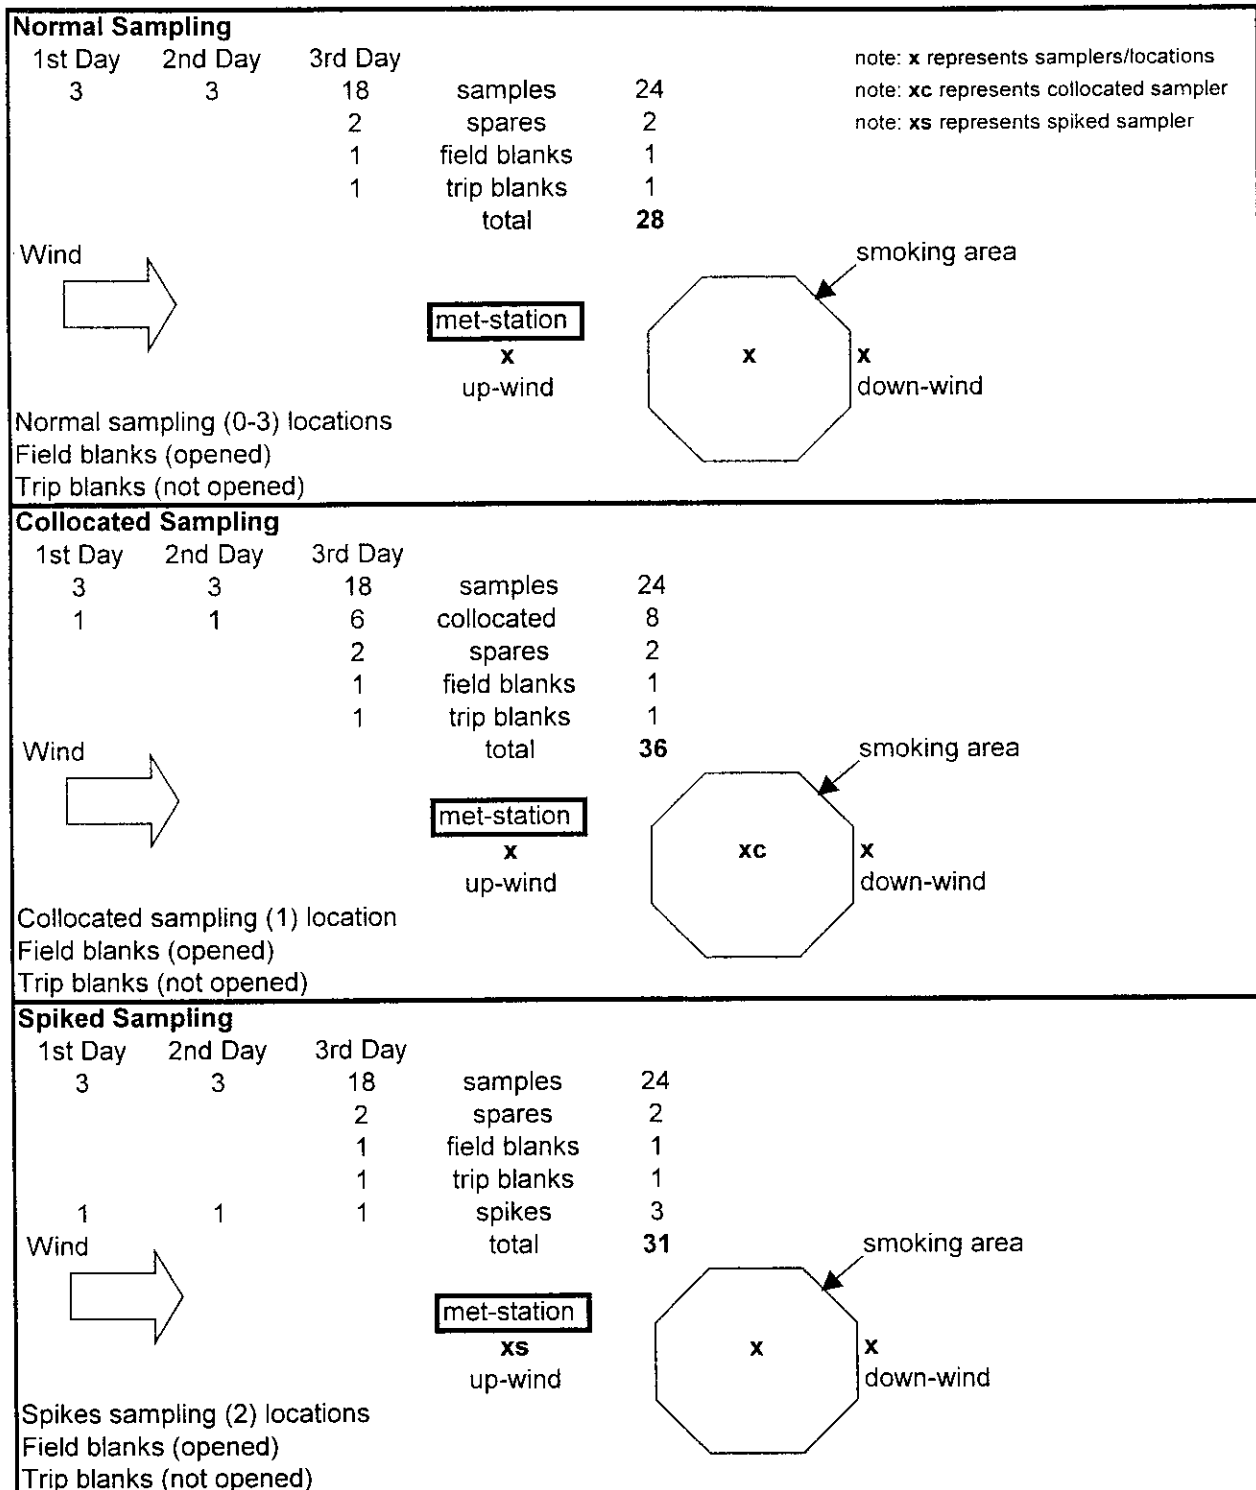 Normal Sampling
1st Day 2nd Day 3rd Day note: x represents samplers/locations
3 3 18 samples 24 note: xc represents collocated sampler
2 spares 2 note: xs represents spiked sampler
1 field blanks 1
1 trip blanks 1
total 28
Wind smoking area
met-station
x x x
up-wind down-wind
Normal sampling (0-3) locations
Field blanks (opened)
Trip blanks (not opened)
Collocated Sampling
1st Day 2nd Day 3rd Day
3 3 18 samples 24
1 1 6 collocated 8
2 spares 2
1 field blanks 1
1 trip blanks 1
Wind total 36 smoking area
met-station
x xc x
up-wind down-wind
Collocated sampling (1) location
Field blanks (opened)
Trip blanks (not opened)
Spiked Sampling
1st Day 2nd Day 3rd Day
3 3 18 samples 24
2 spares 2
1 field blanks 1
1 trip blanks 1
1 1 1 spikes 3
Wind total 31 smoking area
met-station
xs x x
up-wind down-wind
Spikes sampling (2) locations
Field blanks (opened)
Trip blanks (not opened)